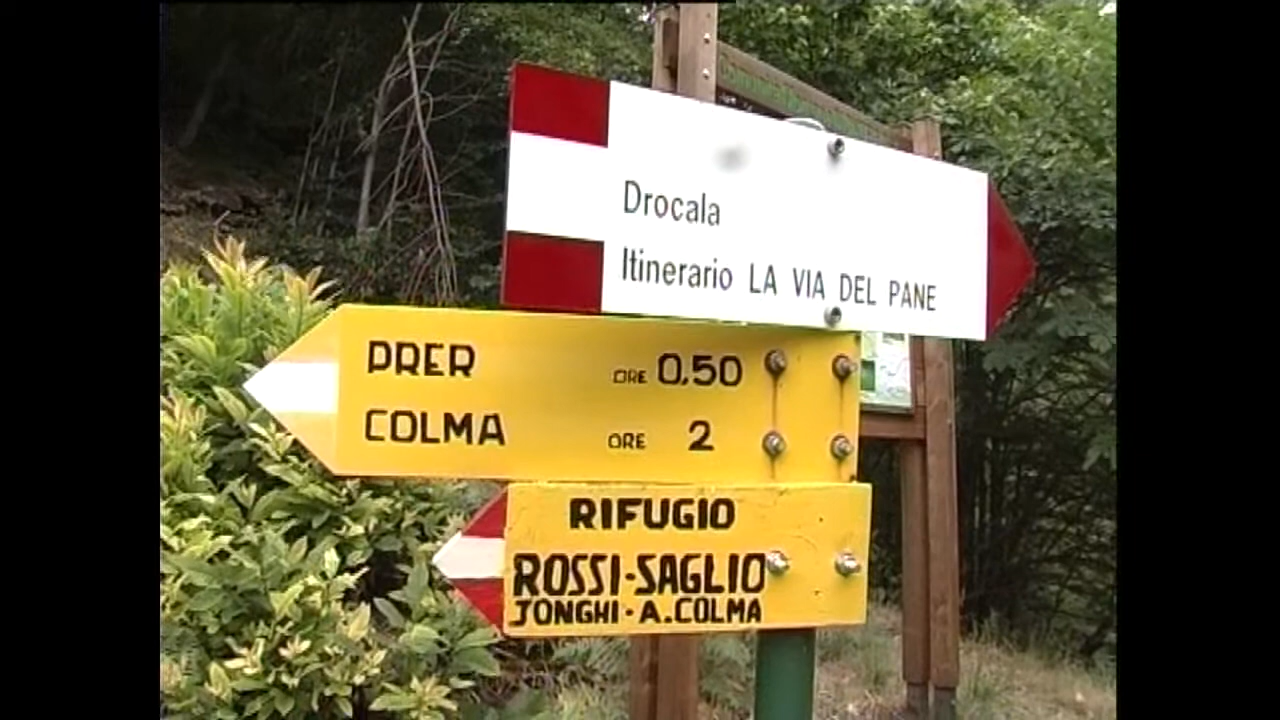 Drocala
Itinerario LA VIA DEL PANE
PRER ORE 0,50
COLMA ORE 2
RIFUGIO
ROSSI-SAGLIO
JONGHI-A.COLMA